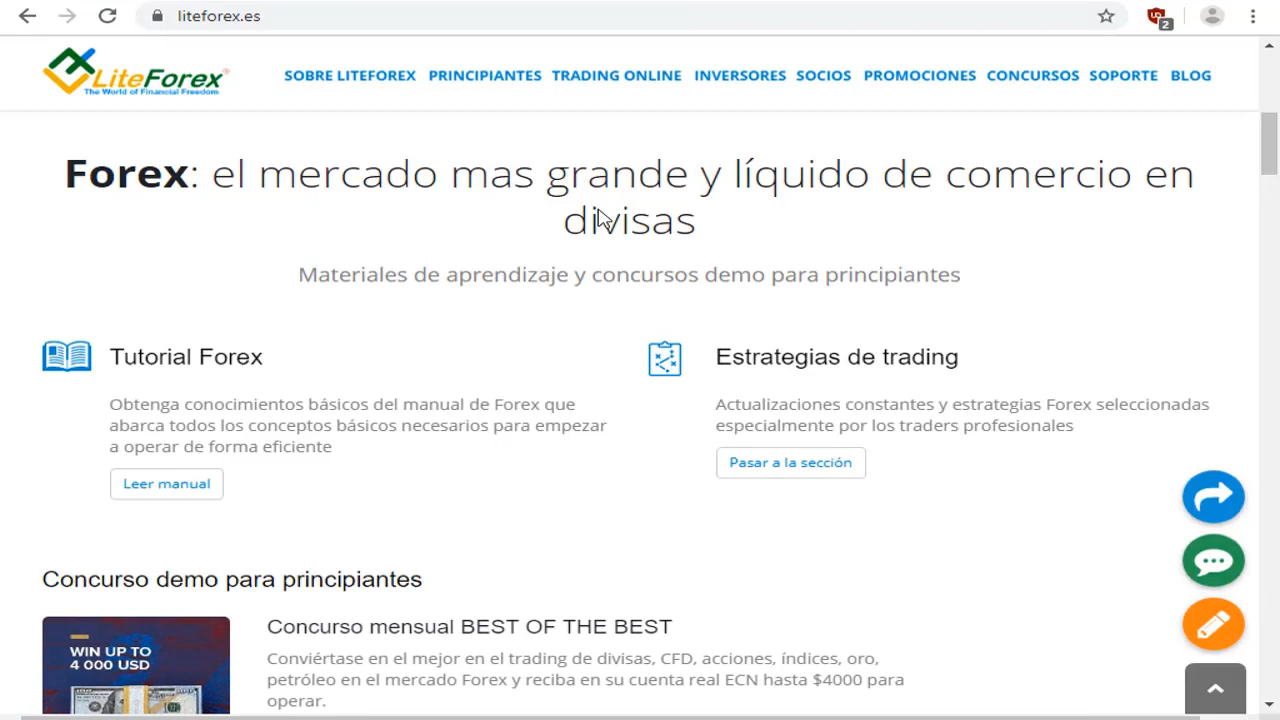 liteforex.es
2
LiteForex®
The World of Financial Freedom
SOBRE LITEFOREX PRINCIPIANTES TRADING ONLINE INVERSORES SOCIOS PROMOCIONES CONCURSOS SOPORTE BLOG
Forex: el mercado mas grande y líquido de comercio en
divisas
Materiales de aprendizaje y concursos demo para principiantes
Tutorial Forex
Obtenga conocimientos básicos del manual de Forex que
abarca todos los conceptos básicos necesarios para empezar
a operar de forma eficiente
Leer manual
Estrategias de trading
Actualizaciones constantes y estrategias Forex seleccionadas
especialmente por los traders profesionales
Pasar a la sección
Concurso demo para principiantes
WIN UP TO
4 000 USD
Concurso mensual BEST OF THE BEST
Conviértase en el mejor en el trading de divisas, CFD, acciones, índices, oro,
petróleo en el mercado Forex y reciba en su cuenta real ECN hasta $4000 para
operar.